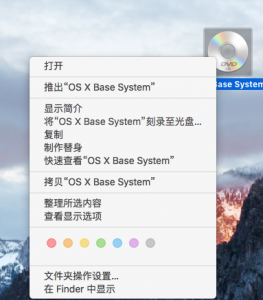 DVD
Base System
打开
推出“OS X Base System”
显示简介
将“OS X Base System”刻录至光盘...
复制
制作替身
快速查看“OS X Base System”
拷贝“OS X Base System”
整理所选内容
查看显示选项
文件夹操作设置...
在 Finder 中显示